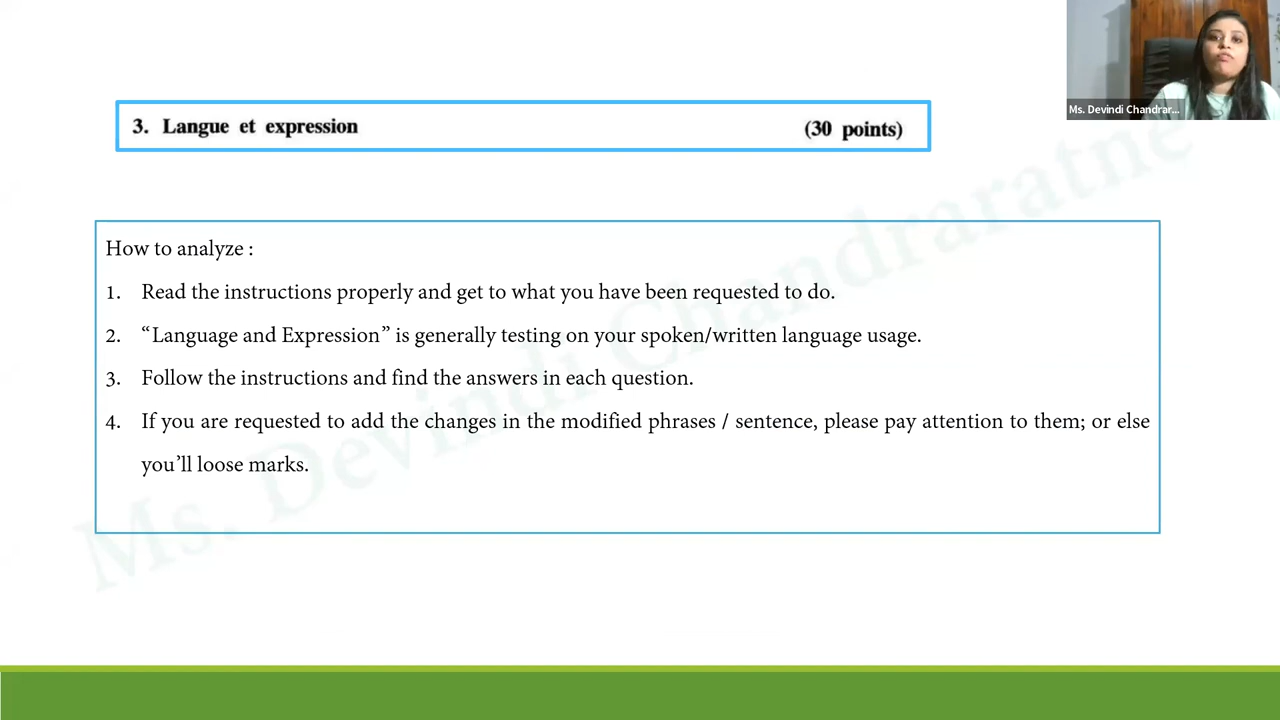 Ms. Devindi Chandrar...
3. Langue et expression (30 points)
How to analyze :
1. Read the instructions properly and get to what you have been requested to do.
2. “Language and Expression” is generally testing on your spoken/written language usage.
3. Follow the instructions and find the answers in each question.
4. If you are requested to add the changes in the modified phrases / sentence, please pay attention to them; or else
you’ll loose marks.
Ms. Devindi Chandraratne